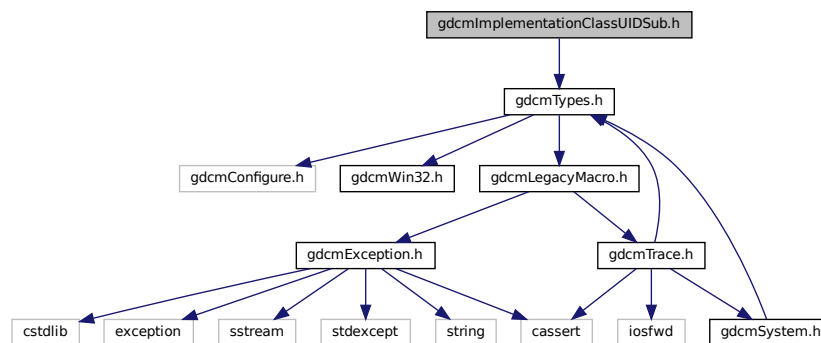 gdcmImplementationClassUIDSub.h
gdcmTypes.h
gdcmConfigure.h
gdcmWin32.h
gdcmLegacyMacro.h
gdcmException.h
gdcmTrace.h
cstdlib
exception
sstream
stdexcept
string
cassert
iosfwd
gdcmSystem.h